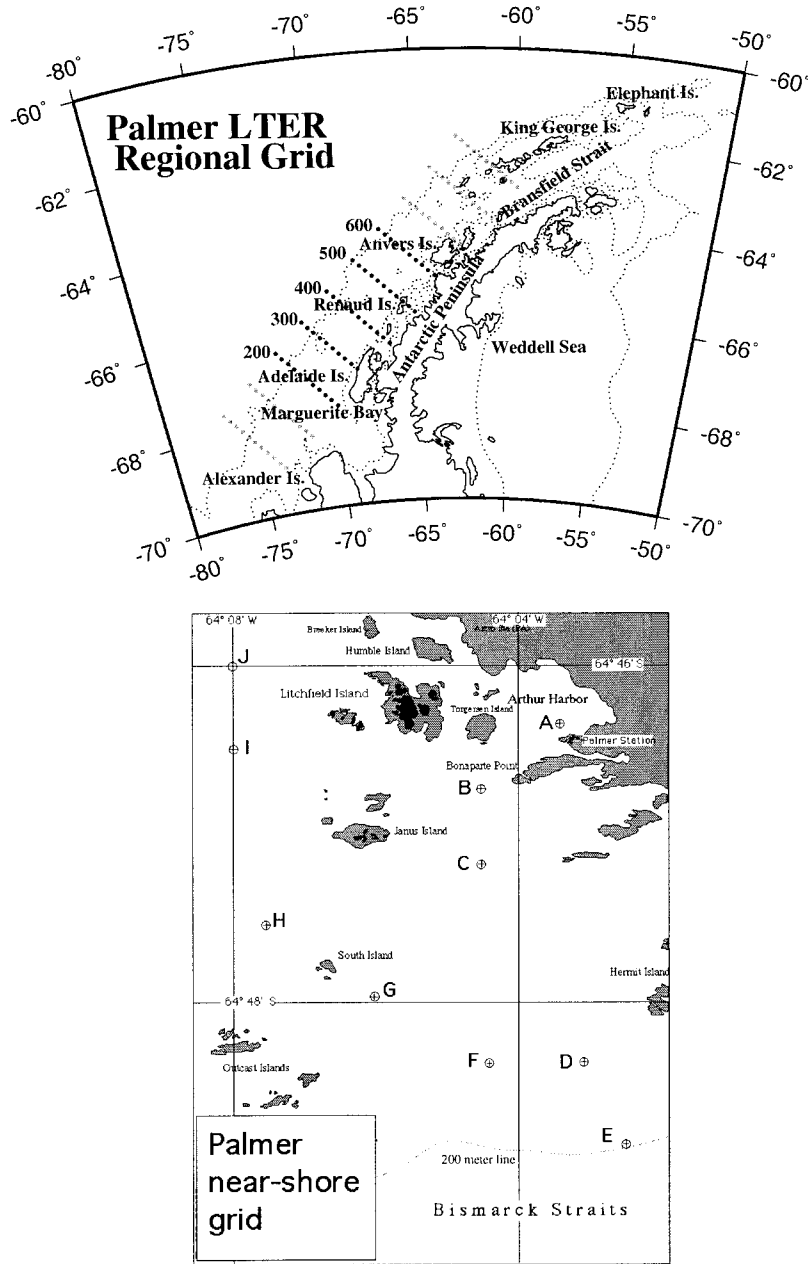 -80° -75° -70° -65° -60° -55° -50°
-60° -60°
Palmer LTER
Regional Grid
Elephant Is.
King George Is.
Bransfield Strait
-62° -62°
600
Anvers Is.
500
-64° -64°
400
Renaud Is.
Antarctic Peninsula
300
Weddell Sea
200
-66° -66°
Adelaide Is.
Marguerite Bay
-68° -68°
Alexander Is.
-70° -70°
-80° -75° -70° -65° -60° -55° -50°
64° 08' W 64° 04' W
Breaker Island
Humble Island
J
64° 46' S
Litchfield Island
Torgersen Island
Arthur Harbor
A
Palmer Station
I
Bonaparte Point
B
Janus Island
C
H
South Island
Hermit Island
G
64° 48' S
Outcast Islands
F D
E
200 meter line
Palmer
near-shore
grid
Bismarck Straits